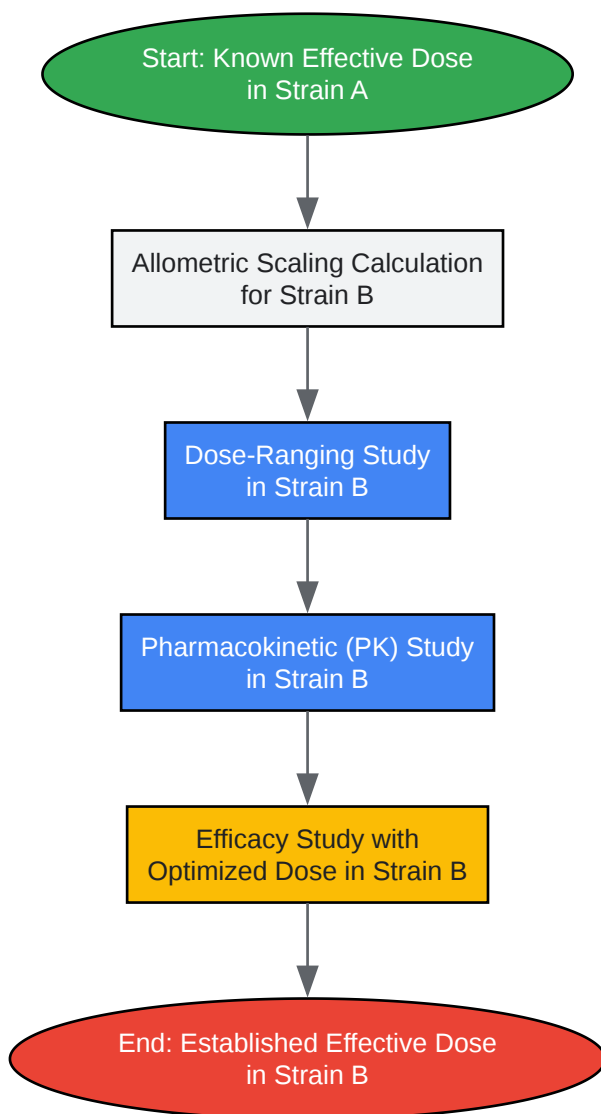 Start: Known Effective Dose
in Strain A
Allometric Scaling Calculation
for Strain B
Dose-Ranging Study
in Strain B
Pharmacokinetic (PK) Study
in Strain B
Efficacy Study with
Optimized Dose in Strain B
End: Established Effective Dose
in Strain B